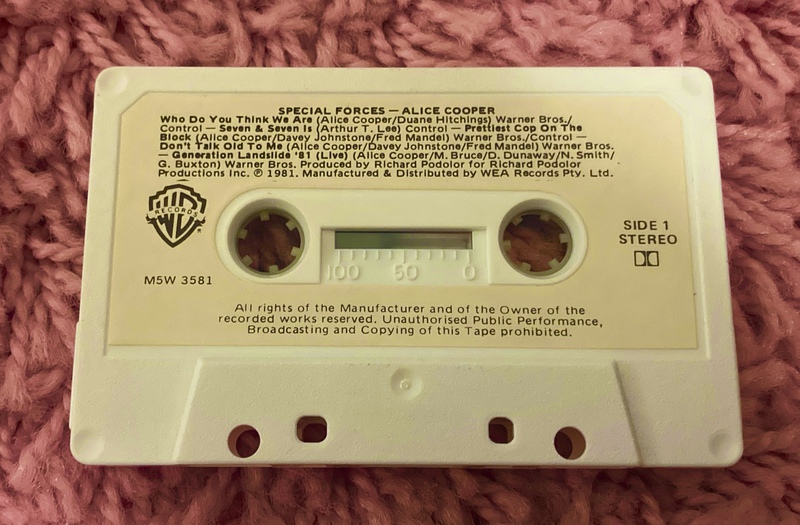 SPECIAL FORCES — ALICE COOPER
Who Do You Think We Are (Alice Cooper/Duane Hitchings) Warner Bros./
Control — Seven & Seven Is (Arthur T. Lee) Control — Prettiest Cop On The
Block (Alice Cooper/Davey Johnstone/Fred Mandel) Warner Bros./Control —
Don't Talk Old To Me (Alice Cooper/Davey Johnstone/Fred Mandel) Warner Bros.
— Generation Landslide '81 (Live) (Alice Cooper/M. Bruce/D. Dunaway/N. Smith/
G. Buxton) Warner Bros. Produced by Richard Podolor for Richard Podolor
Productions Inc. ℗ 1981. Manufactured & Distributed by WEA Records Pty. Ltd.
RECORDS
®
SIDE 1
STEREO
M5W 3581
100 50 0
All rights of the Manufacturer and of the Owner of the
recorded works reserved. Unauthorised Public Performance,
Broadcasting and Copying of this Tape prohibited.